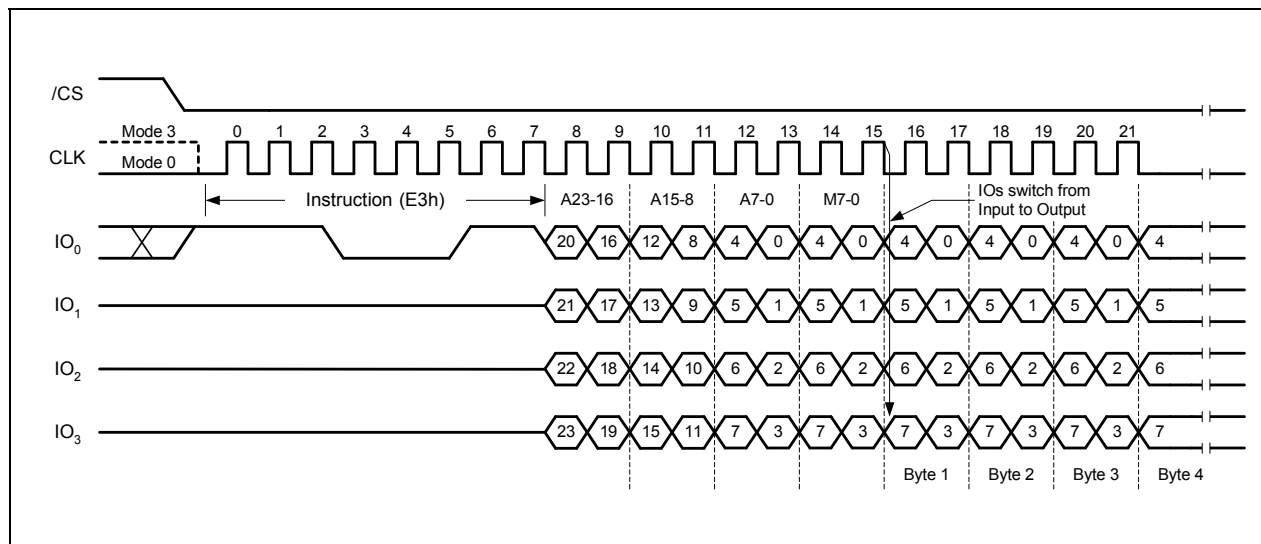 /CS
Mode 3
0 1 2 3 4 5 6 7 8 9 10 11 12 13 14 15 16 17 18 19 20 21
CLK
Mode 0
Instruction (E3h) A23-16 A15-8 A7-0 M7-0 IOs switch from
Input to Output
IO0 20 16 12 8 4 0 4 0 4 0 4 0 4 0 4
IO1 21 17 13 9 5 1 5 1 5 1 5 1 5 1 5
IO2 22 18 14 10 6 2 6 2 6 2 6 2 6 2 6
IO3 23 19 15 11 7 3 7 3 7 3 7 3 7 3 7
Byte 1 Byte 2 Byte 3 Byte 4